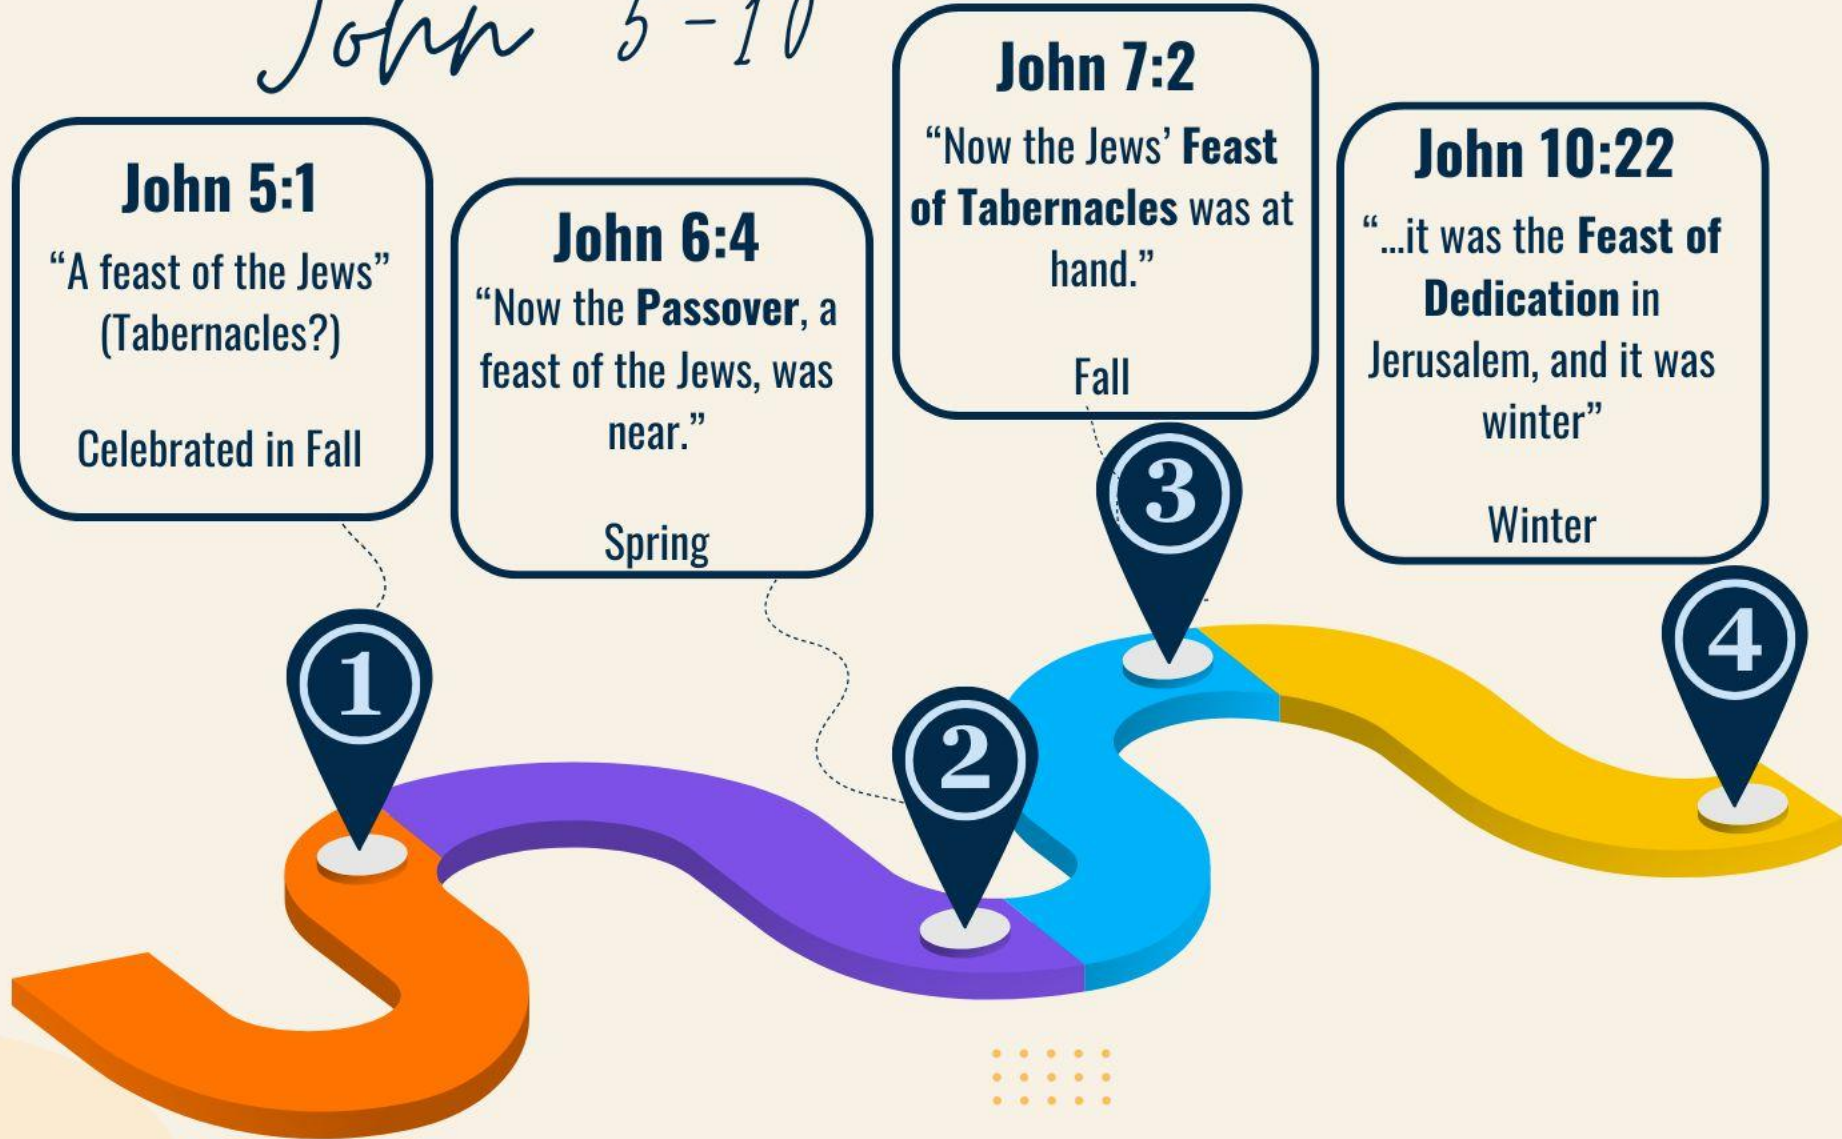 John 5-10
John 5:1
“A feast of the Jews”
(Tabernacles?)
Celebrated in Fall
John 6:4
“Now the Passover, a
feast of the Jews, was
near.”
Spring
John 7:2
“Now the Jews’ Feast
of Tabernacles was at
hand.”
Fall
John 10:22
“...it was the Feast of
Dedication in
Jerusalem, and it was
winter”
Winter
1
2
3
4